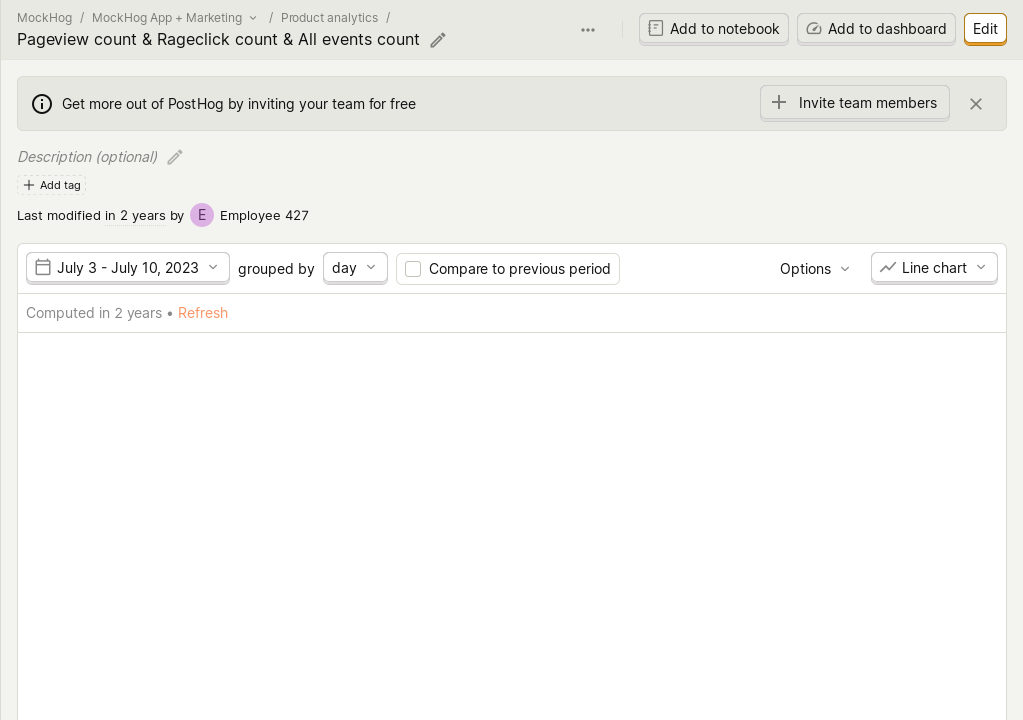 MockHog / MockHog App + Marketing / Product analytics /
Pageview count & Rageclick count & All events count
Add to notebook
Add to dashboard
Edit
Get more out of PostHog by inviting your team for free
Invite team members
Description (optional)
Add tag
Last modified in 2 years by E Employee 427
July 3 - July 10, 2023 grouped by day Compare to previous period Options Line chart
Computed in 2 years • Refresh